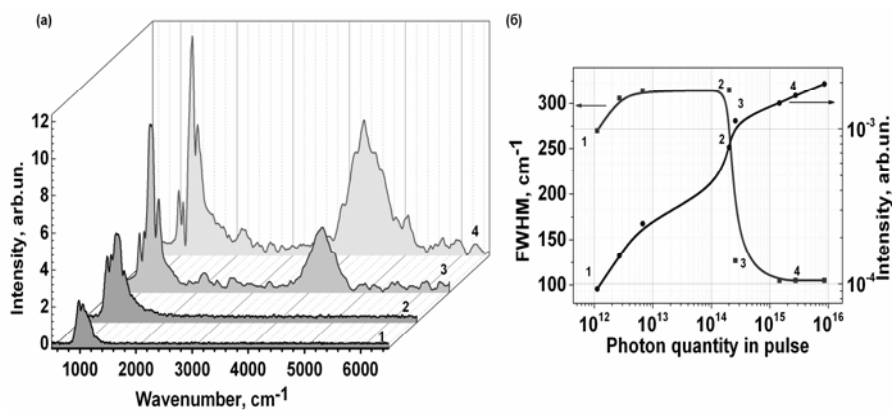 (a)
12
10
8
6
4
2
0
Intensity, arb.un.
4
3
2
1
1000 2000 3000 4000 5000 6000
Wavenumber, cm-1
(б)
300
250
200
150
100
FWHM, cm-1
1
2
3
4
1
2
3
4
10-3
10-4
intensity, arb.un.
1012 1013 1014 1015 1016
Photon quantity in pulse